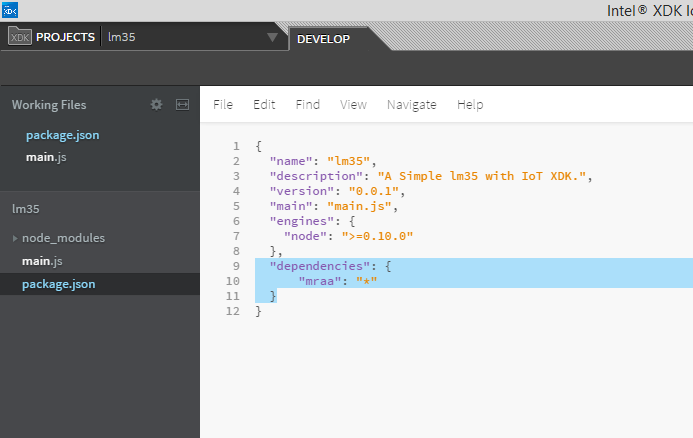 XDK Intel® XDK Io
XDK PROJECTS lm35 DEVELOP
Working Files
package.json
main.js
lm35
node_modules
main.js
package.json
File Edit Find View Navigate Help
1 {
2 "name": "lm35",
3 "description": "A Simple lm35 with IoT XDK.",
4 "version": "0.0.1",
5 "main": "main.js",
6 "engines": {
7 "node": ">=0.10.0"
8 },
9 "dependencies": {
10 "mraa": "*"
11 }
12 }